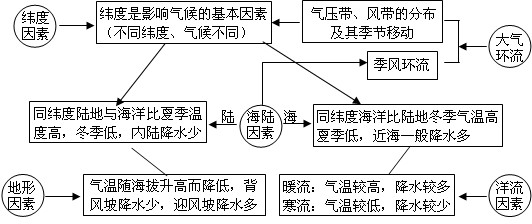 纬度
因素
纬度是影响气候的基本因素
(不同纬度、气候不同)
气压带、风带的分布
及其季节移动
大气
环流
季风环流
同纬度陆地与海洋比夏季温
度高,冬季低,内陆降水少
陆
海陆
因素
海
同纬度海洋比陆地冬季气温高
夏季低,近海一般降水多
地形
因素
气温随海拔升高而降低,背
风坡降水少,迎风坡降水多
暖流:气温较高,降水较多
寒流:气温较低,降水较少
洋流
因素